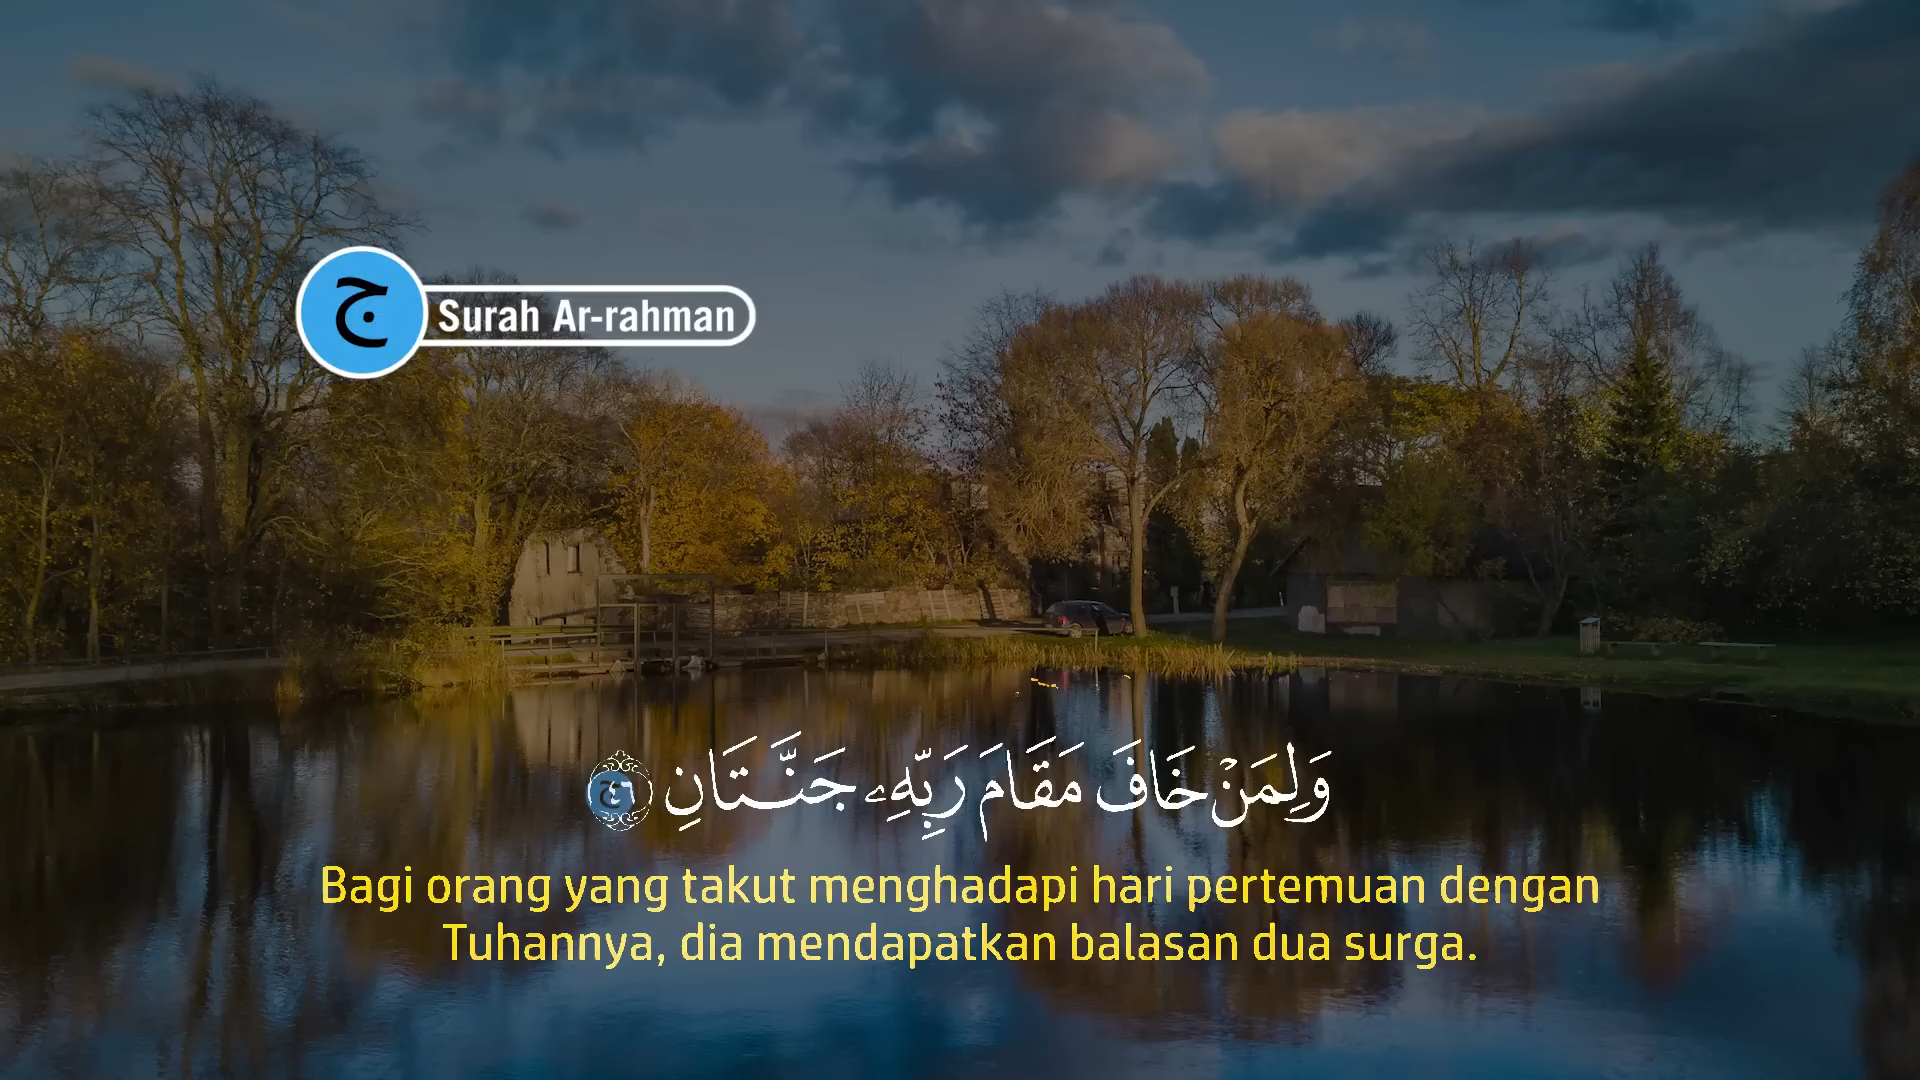 ج
Surah Ar-rahman
وَلِمَنْ خَافَ مَقَامَ رَبِّهِۦ جَنَّتَانِ ٤٦
Bagi orang yang takut menghadapi hari pertemuan dengan
Tuhannya, dia mendapatkan balasan dua surga.